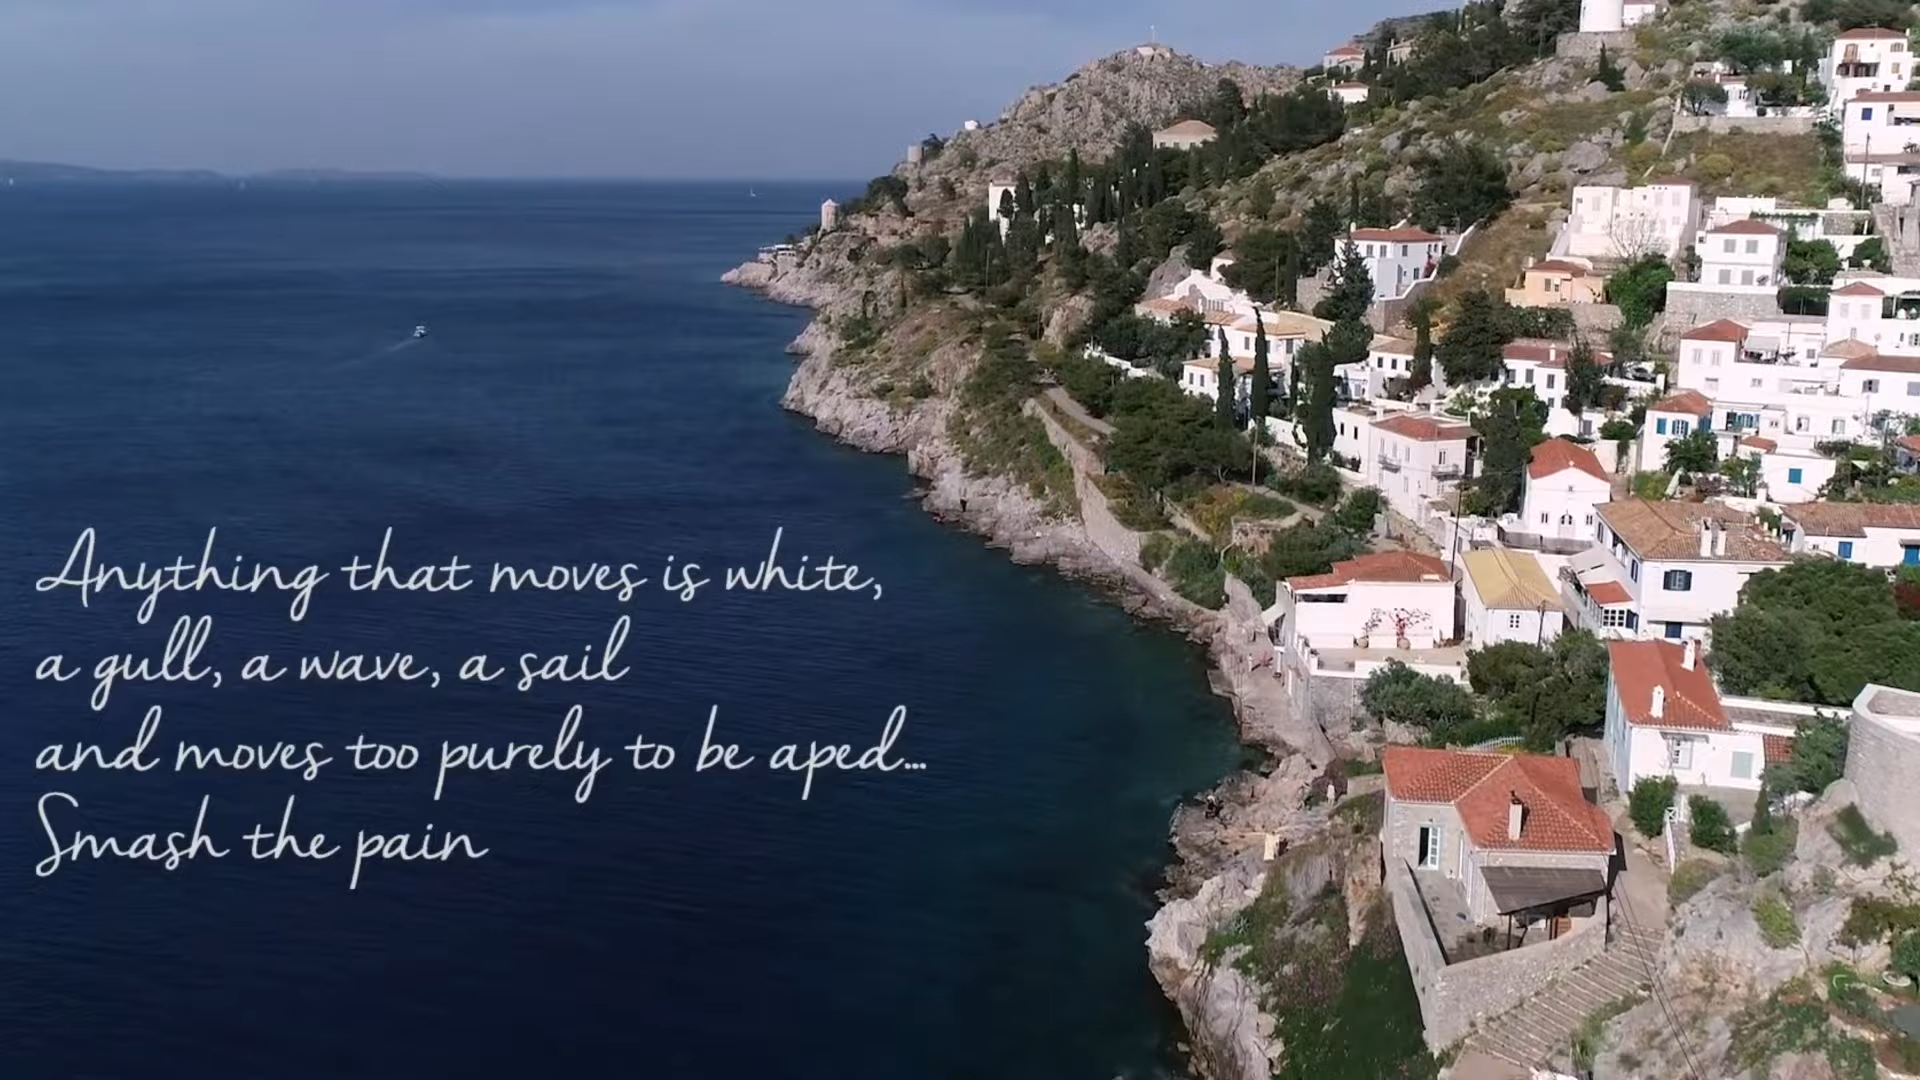 Anything that moves is white,
a gull, a wave, a sail
and moves too purely to be aped...
Smash the pain